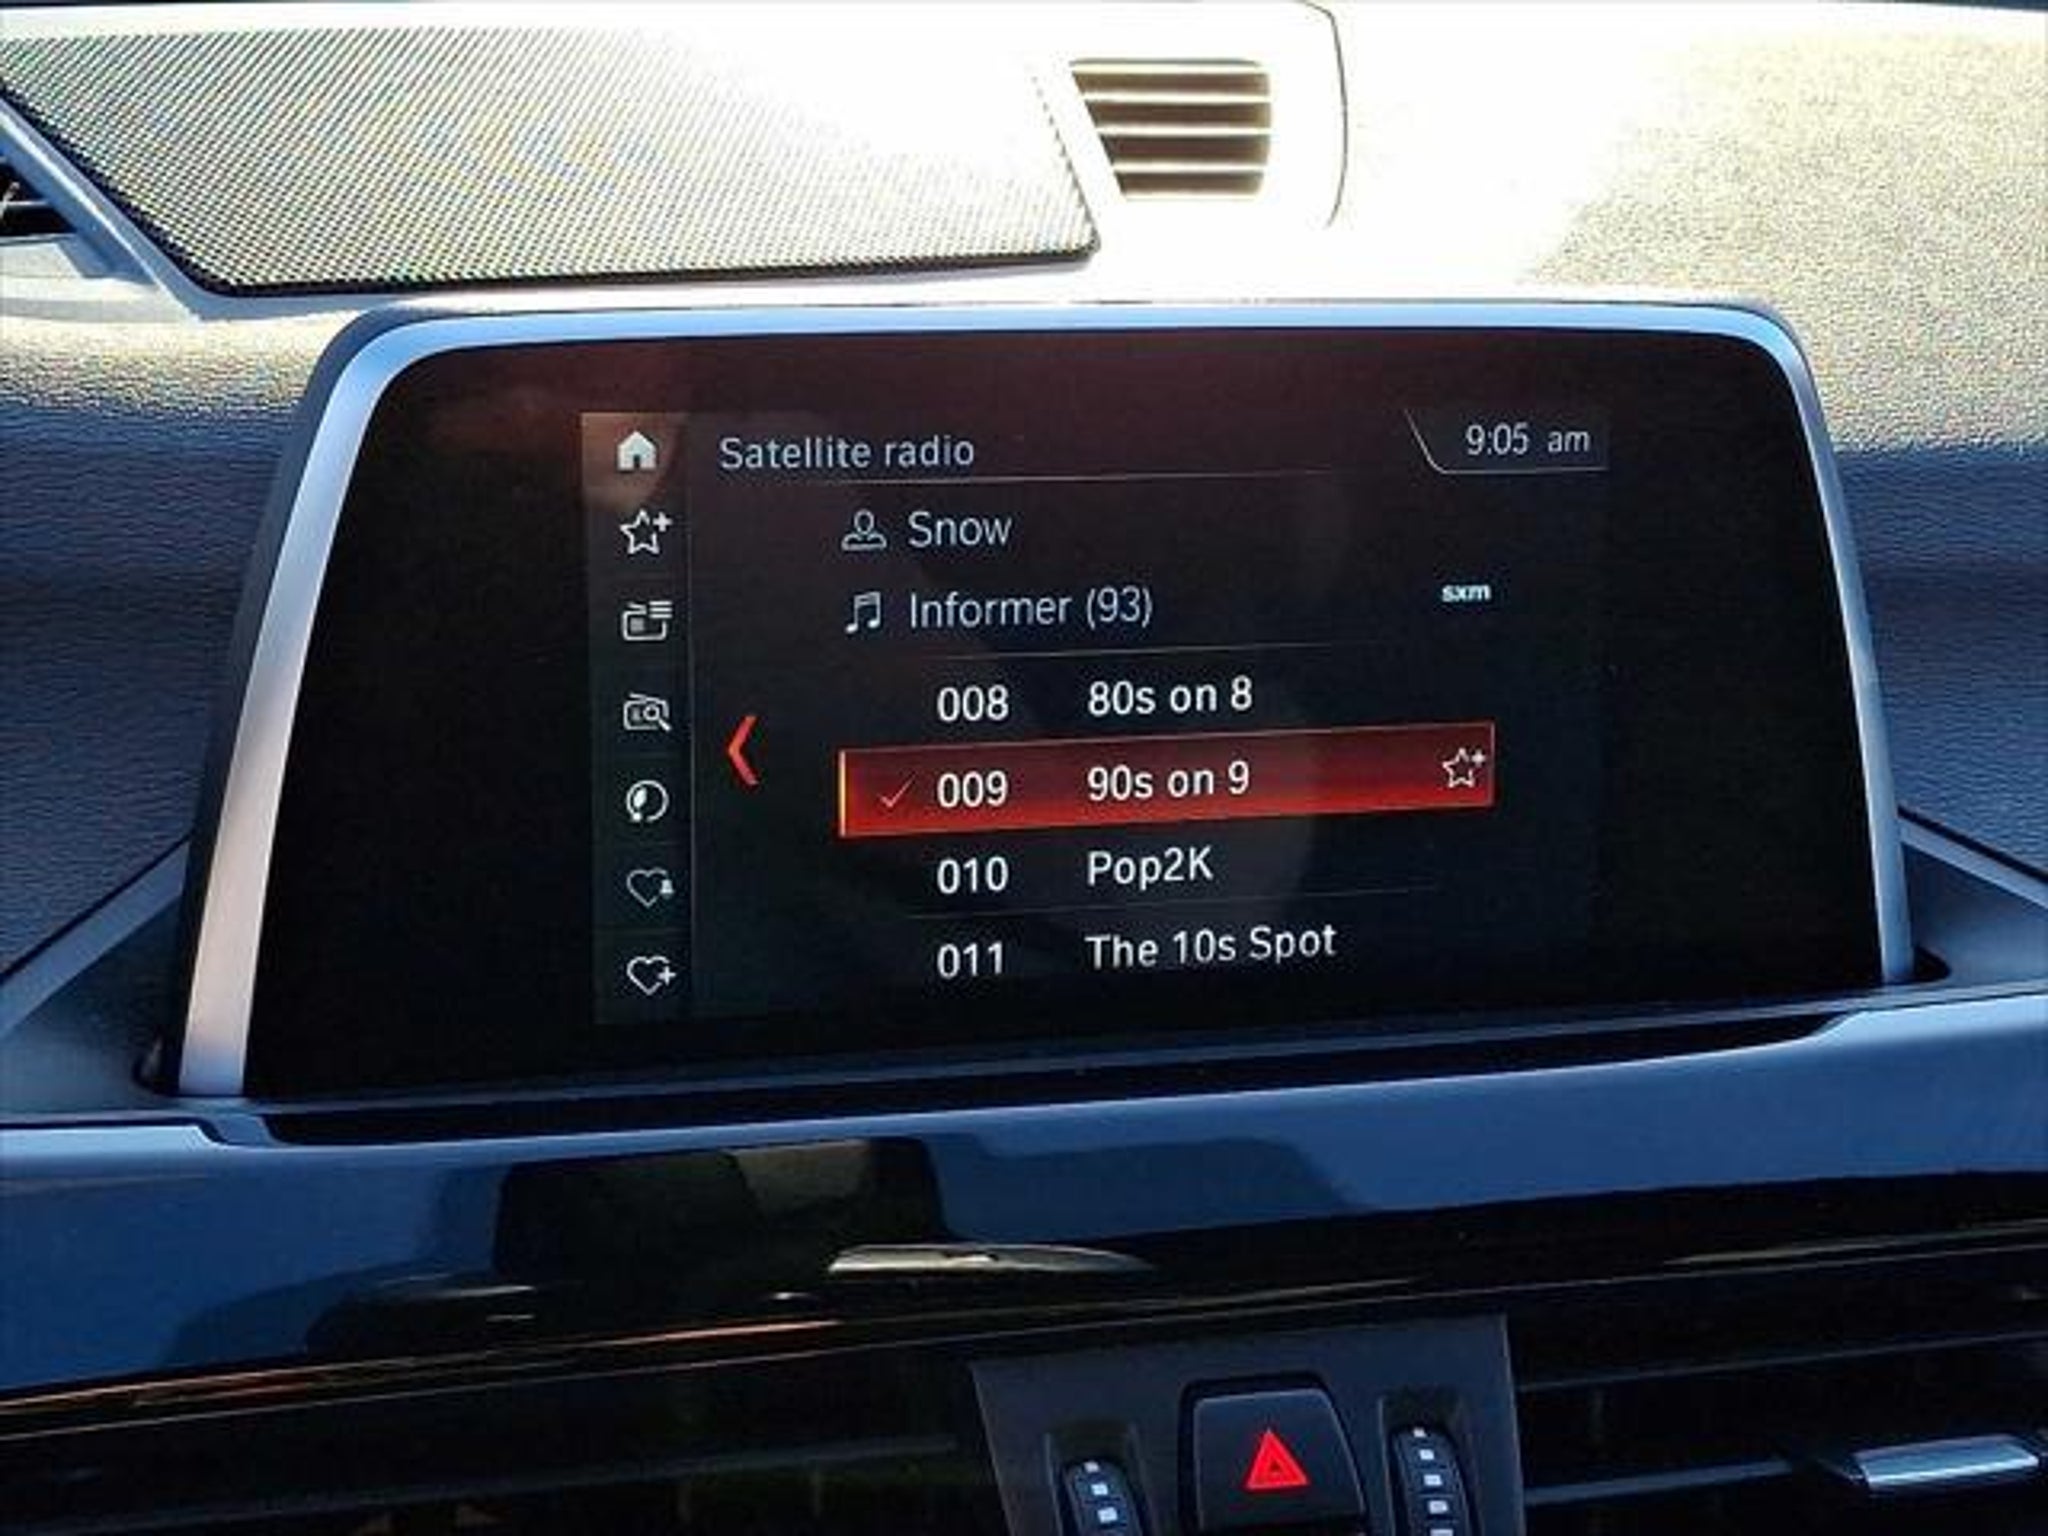 Satellite radio
9:05 am
Snow
Informer (93)
sxm
008 80s on 8
009 90s on 9
010 Pop2K
011 The 10s Spot